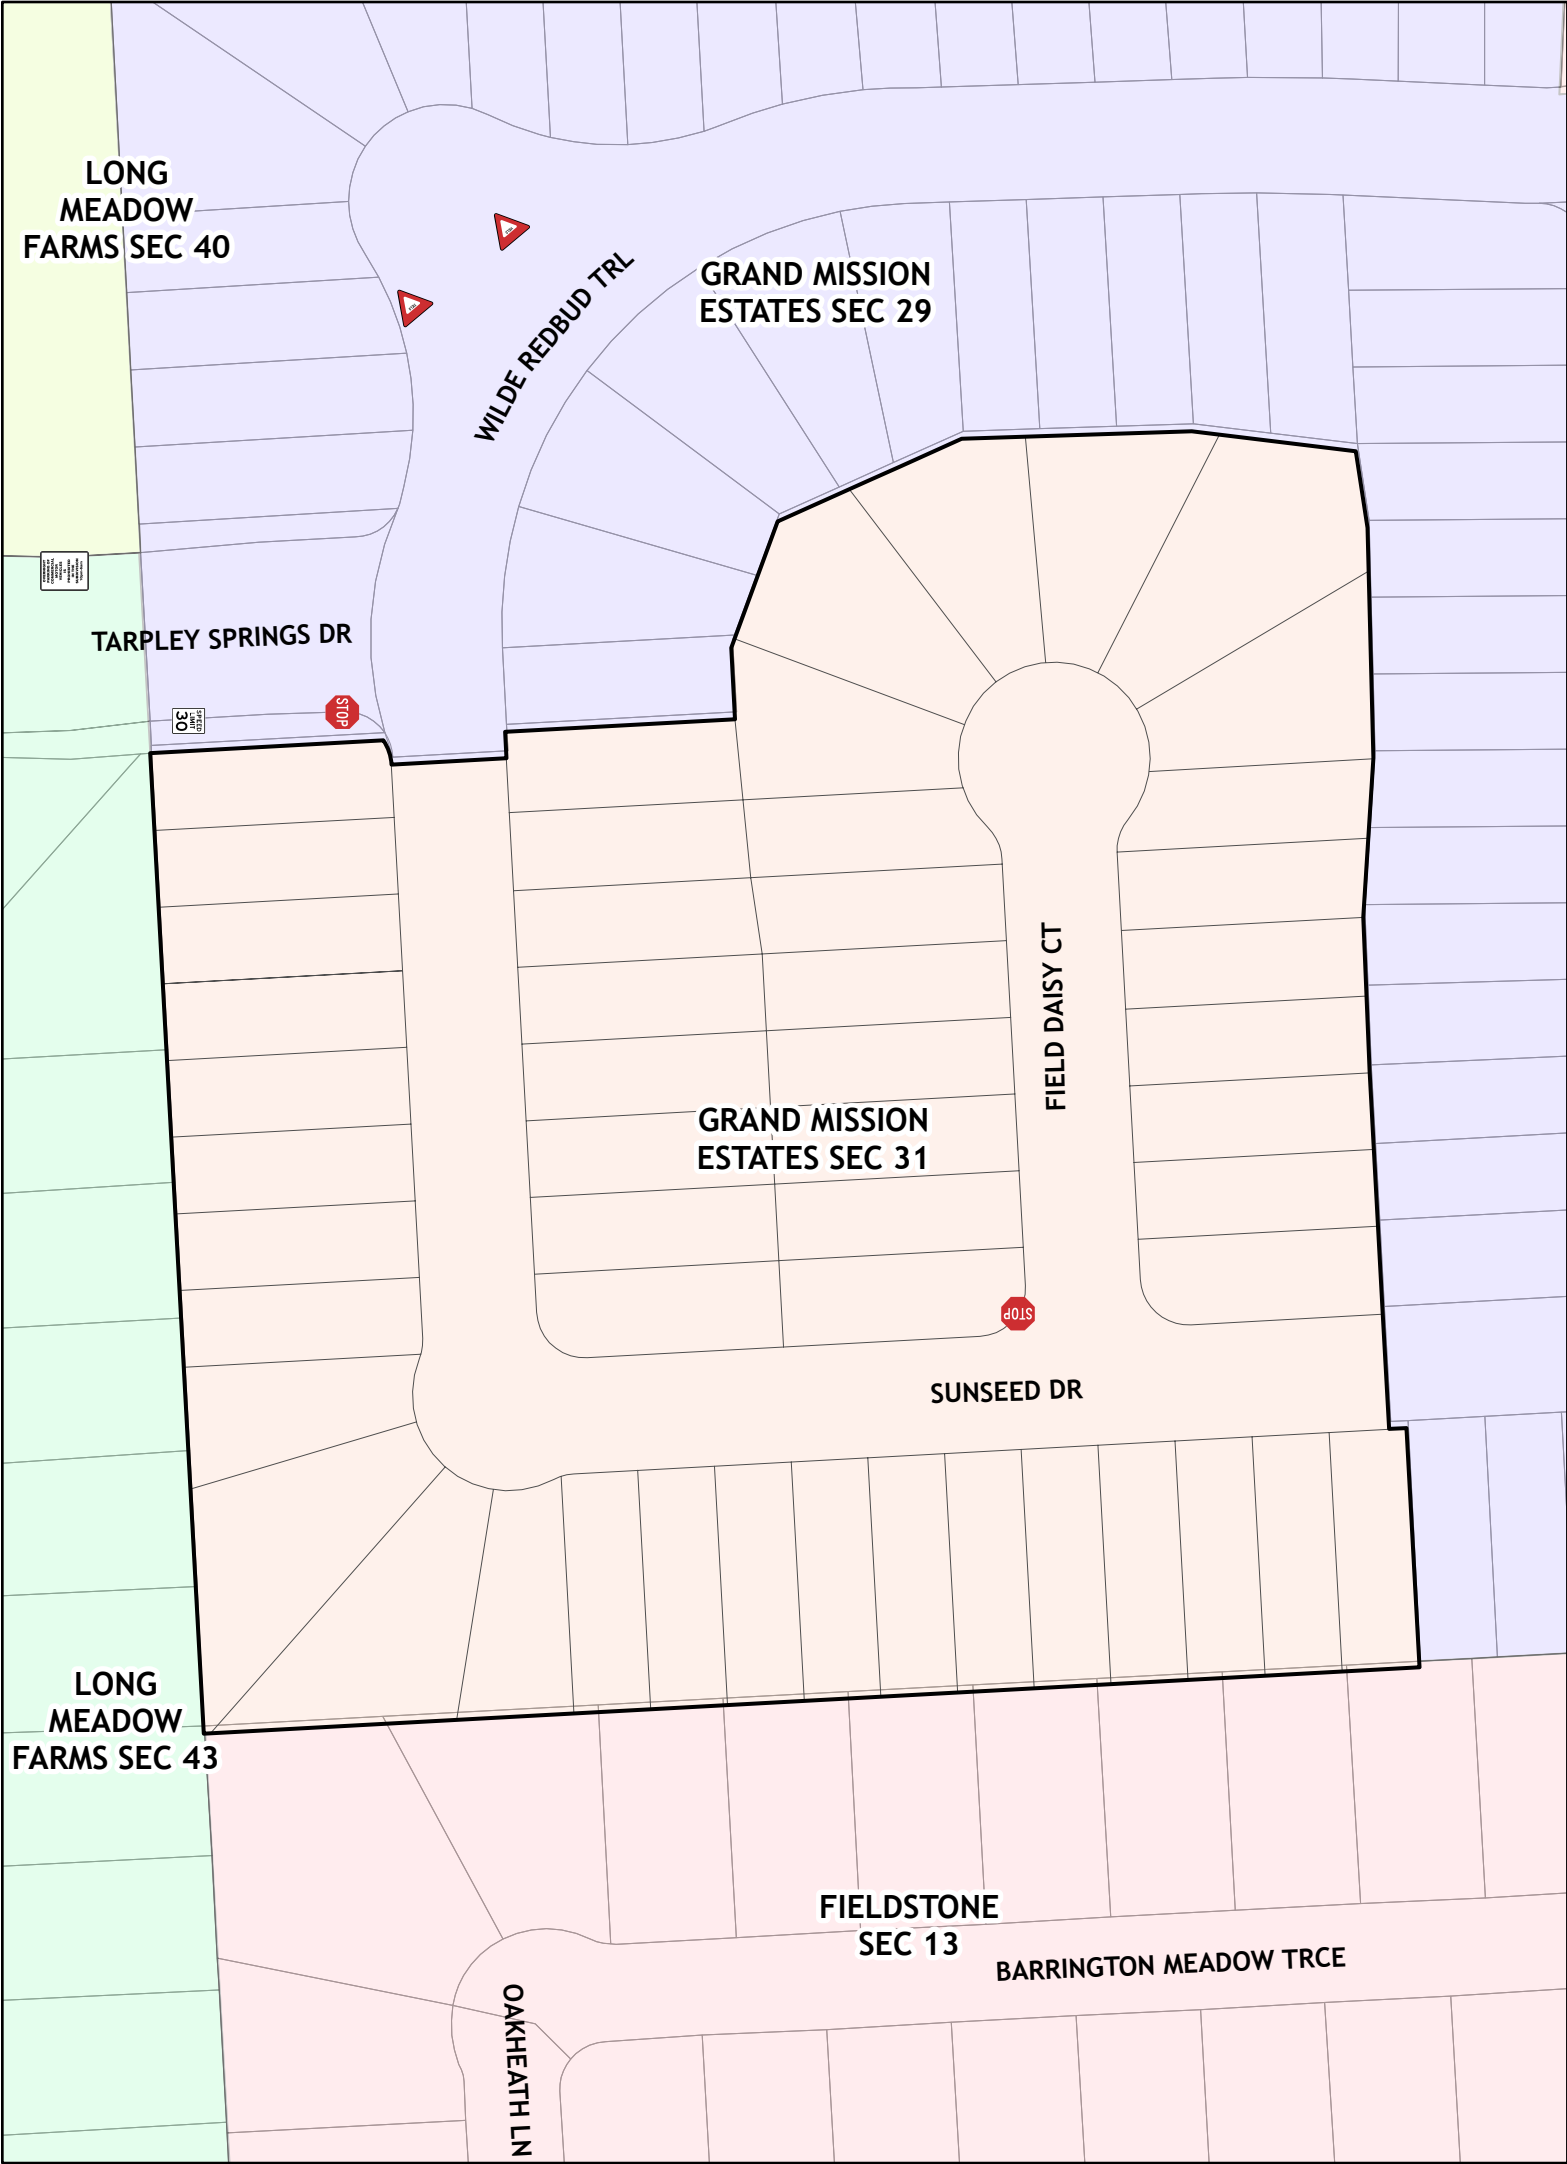 LONG
MEADOW
FARMS SEC 40
WILDE REDBUD TRL
GRAND MISSION
ESTATES SEC 29
TARPLEY SPRINGS DR
SPEED
LIMIT
30
STOP
FIELD DAISY CT
GRAND MISSION
ESTATES SEC 31
STOP
SUNSEED DR
LONG
MEADOW
FARMS SEC 43
FIELDSTONE
SEC 13
BARRINGTON MEADOW TRCE
OAKHEATH LN